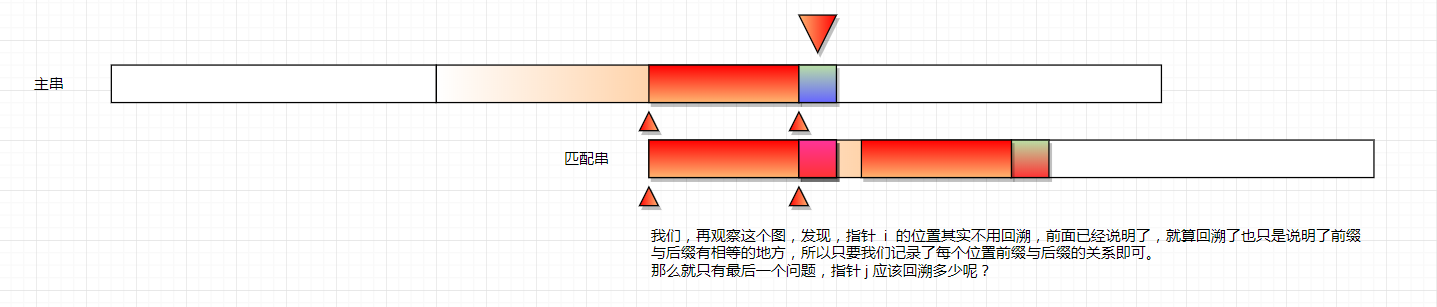 主串
匹配串
我们，再观察这个图，发现，指针 i 的位置其实不用回溯，前面已经说明了，就算回溯了也只是说明了前缀
与后缀有相等的地方，所以只要我们记录了每个位置前缀与后缀的关系即可。
那么就只有最后一个问题，指针 j 应该回溯多少呢？